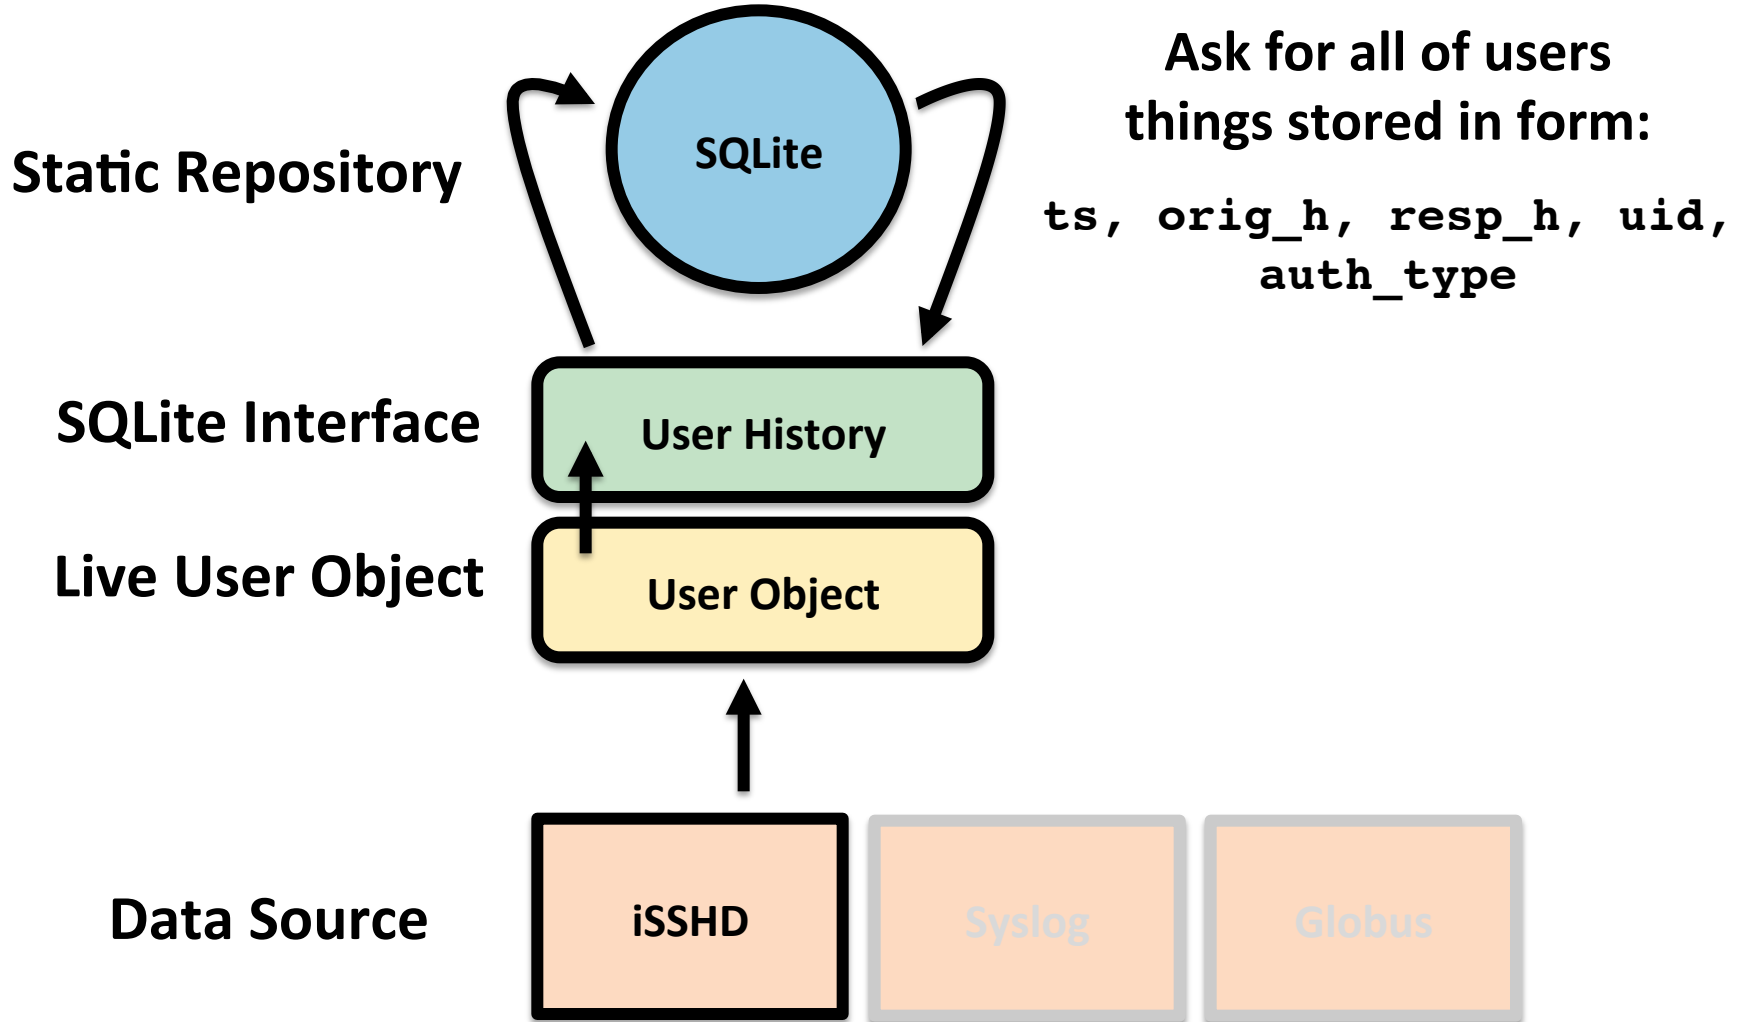 Ask for all of users
things stored in form:
ts, orig_h, resp_h, uid,
auth_type
Static Repository
SQLite
SQLite Interface
User History
Live User Object
User Object
Data Source
iSSHD
Syslog
Globus